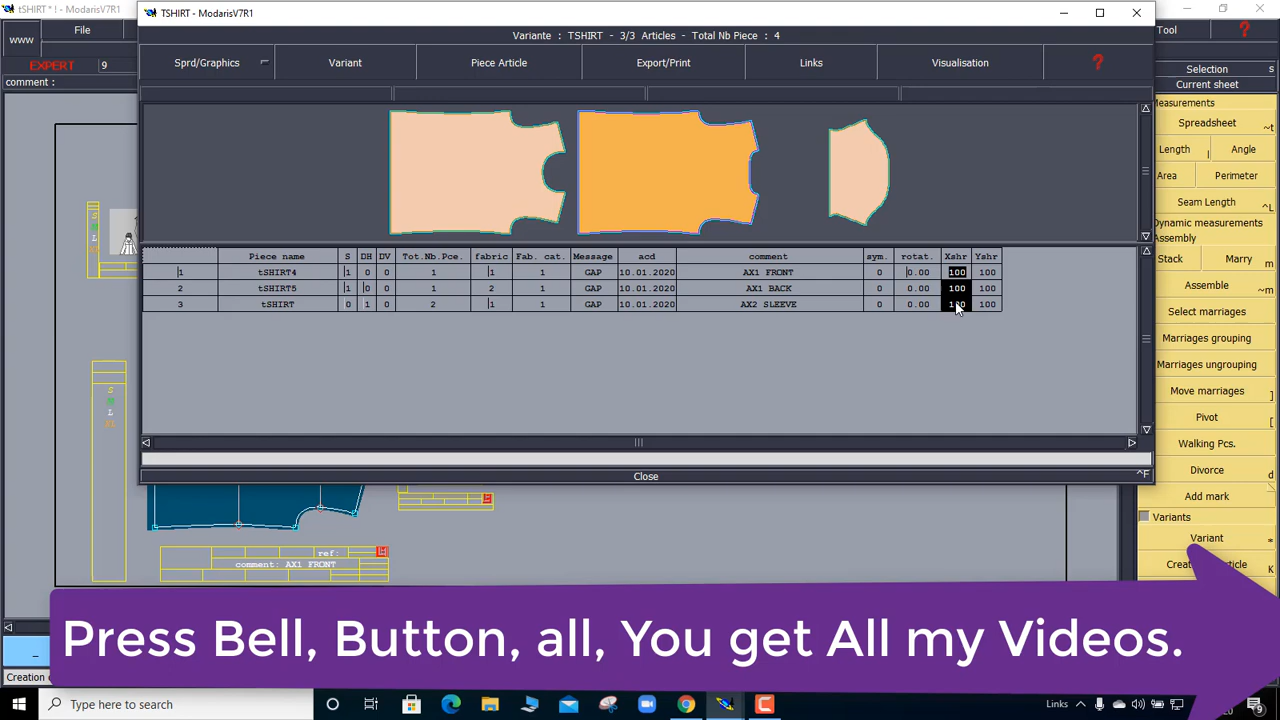 tSHIRT * ! - ModarisV7R1
TSHIRT - ModarisV7R1
www
File
Tool
EXPERT 9
comment :
Variante : TSHIRT - 3/3 Articles - Total Nb Piece : 4
Sprd/Graphics Variant Piece Article Export/Print Links Visualisation ?
Piece name S DH DV Tot.Nb.Pce. fabric Fab. cat. Message acd comment sym. rotat. Xshr Yshr
1 tSHIRT4 1 0 0 1 1 1 GAP 10.01.2020 AX1 FRONT 0 0.00 100 100
2 tSHIRT5 1 0 0 1 2 1 GAP 10.01.2020 AX1 BACK 0 0.00 100 100
3 tSHIRT 0 1 0 2 1 1 GAP 10.01.2020 AX2 SLEEVE 0 0.00 100 100
Close ^F
Selection s
Current sheet
Measurements
Spreadsheet ~t
Length l Angle
Area Perimeter
Seam Length ^L
Dynamic measurements
Assembly
Stack Marry
Assemble ~m
Select marriages
Marriages grouping
Marriages ungrouping
Move marriages ]
Pivot [
Walking Pcs.
Divorce d
Add mark
Variants
Variant *
S
L
ref:
comment: AX1 FRONT
Press Bell, Button, all, You get All my Videos.
Type here to search
Links
9